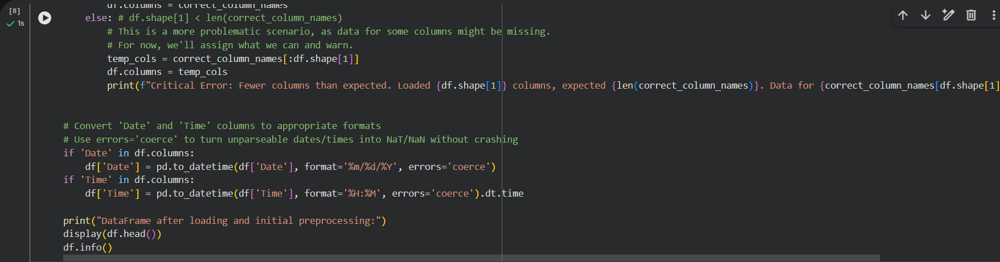 [8]
1s
df.columns = correct_column_names
else: # df.shape[1] < len(correct_column_names)
# This is a more problematic scenario, as data for some columns might be missing.
# For now, we'll assign what we can and warn.
temp_cols = correct_column_names[:df.shape[1]]
df.columns = temp_cols
print(f"Critical Error: Fewer columns than expected. Loaded {df.shape[1]} columns, expected {len(correct_column_names)}. Data for {correct_column_names[df.shape[1]
# Convert 'Date' and 'Time' columns to appropriate formats
# Use errors='coerce' to turn unparseable dates/times into NaT/NaN without crashing
if 'Date' in df.columns:
df['Date'] = pd.to_datetime(df['Date'], format='%m/%d/%Y', errors='coerce')
if 'Time' in df.columns:
df['Time'] = pd.to_datetime(df['Time'], format='%H:%M', errors='coerce').dt.time
print("DataFrame after loading and initial preprocessing:")
display(df.head())
df.info()